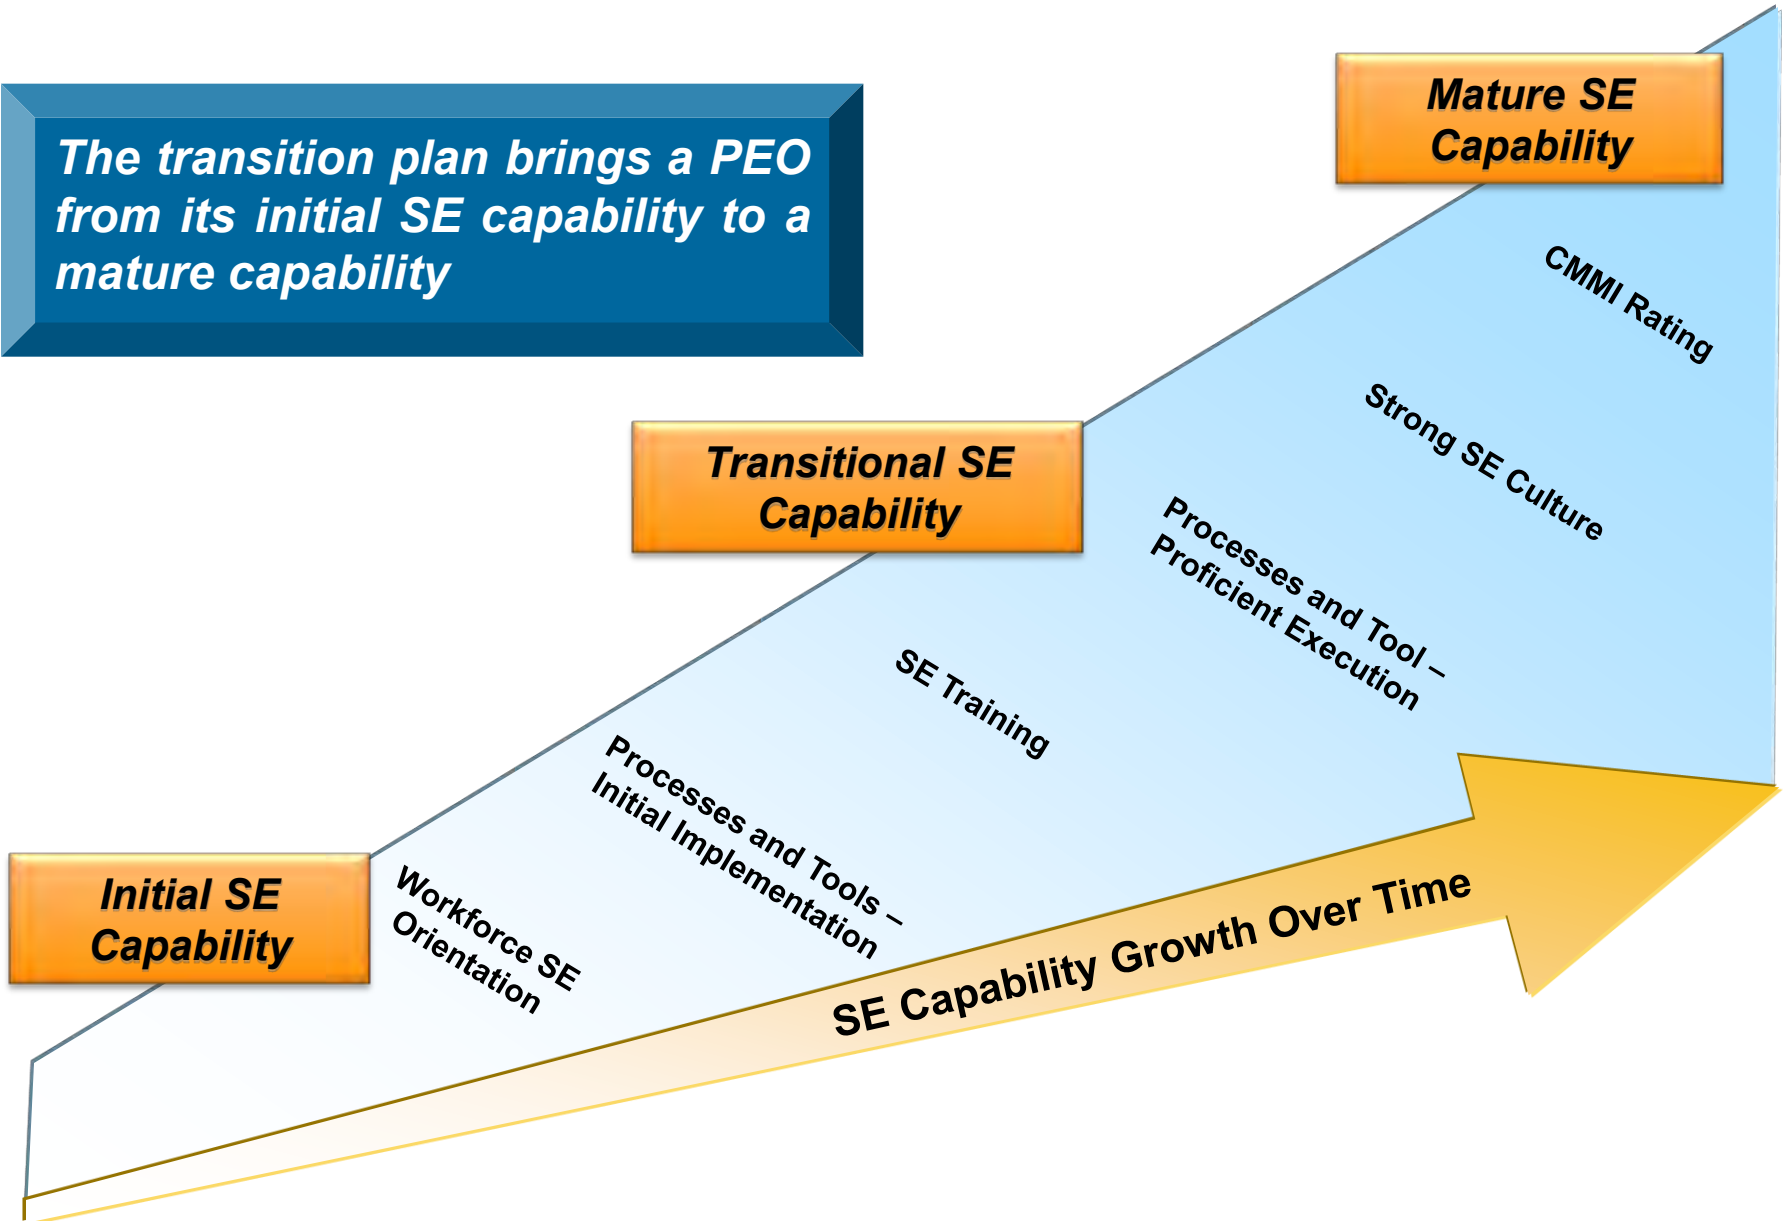 The transition plan brings a PEO
from its initial SE capability to a
mature capability
Mature SE
Capability
CMMI Rating
Strong SE Culture
Transitional SE
Capability
Processes and Tool –
Proficient Execution
SE Training
Processes and Tools –
Initial Implementation
Initial SE
Capability
Workforce SE
Orientation
SE Capability Growth Over Time